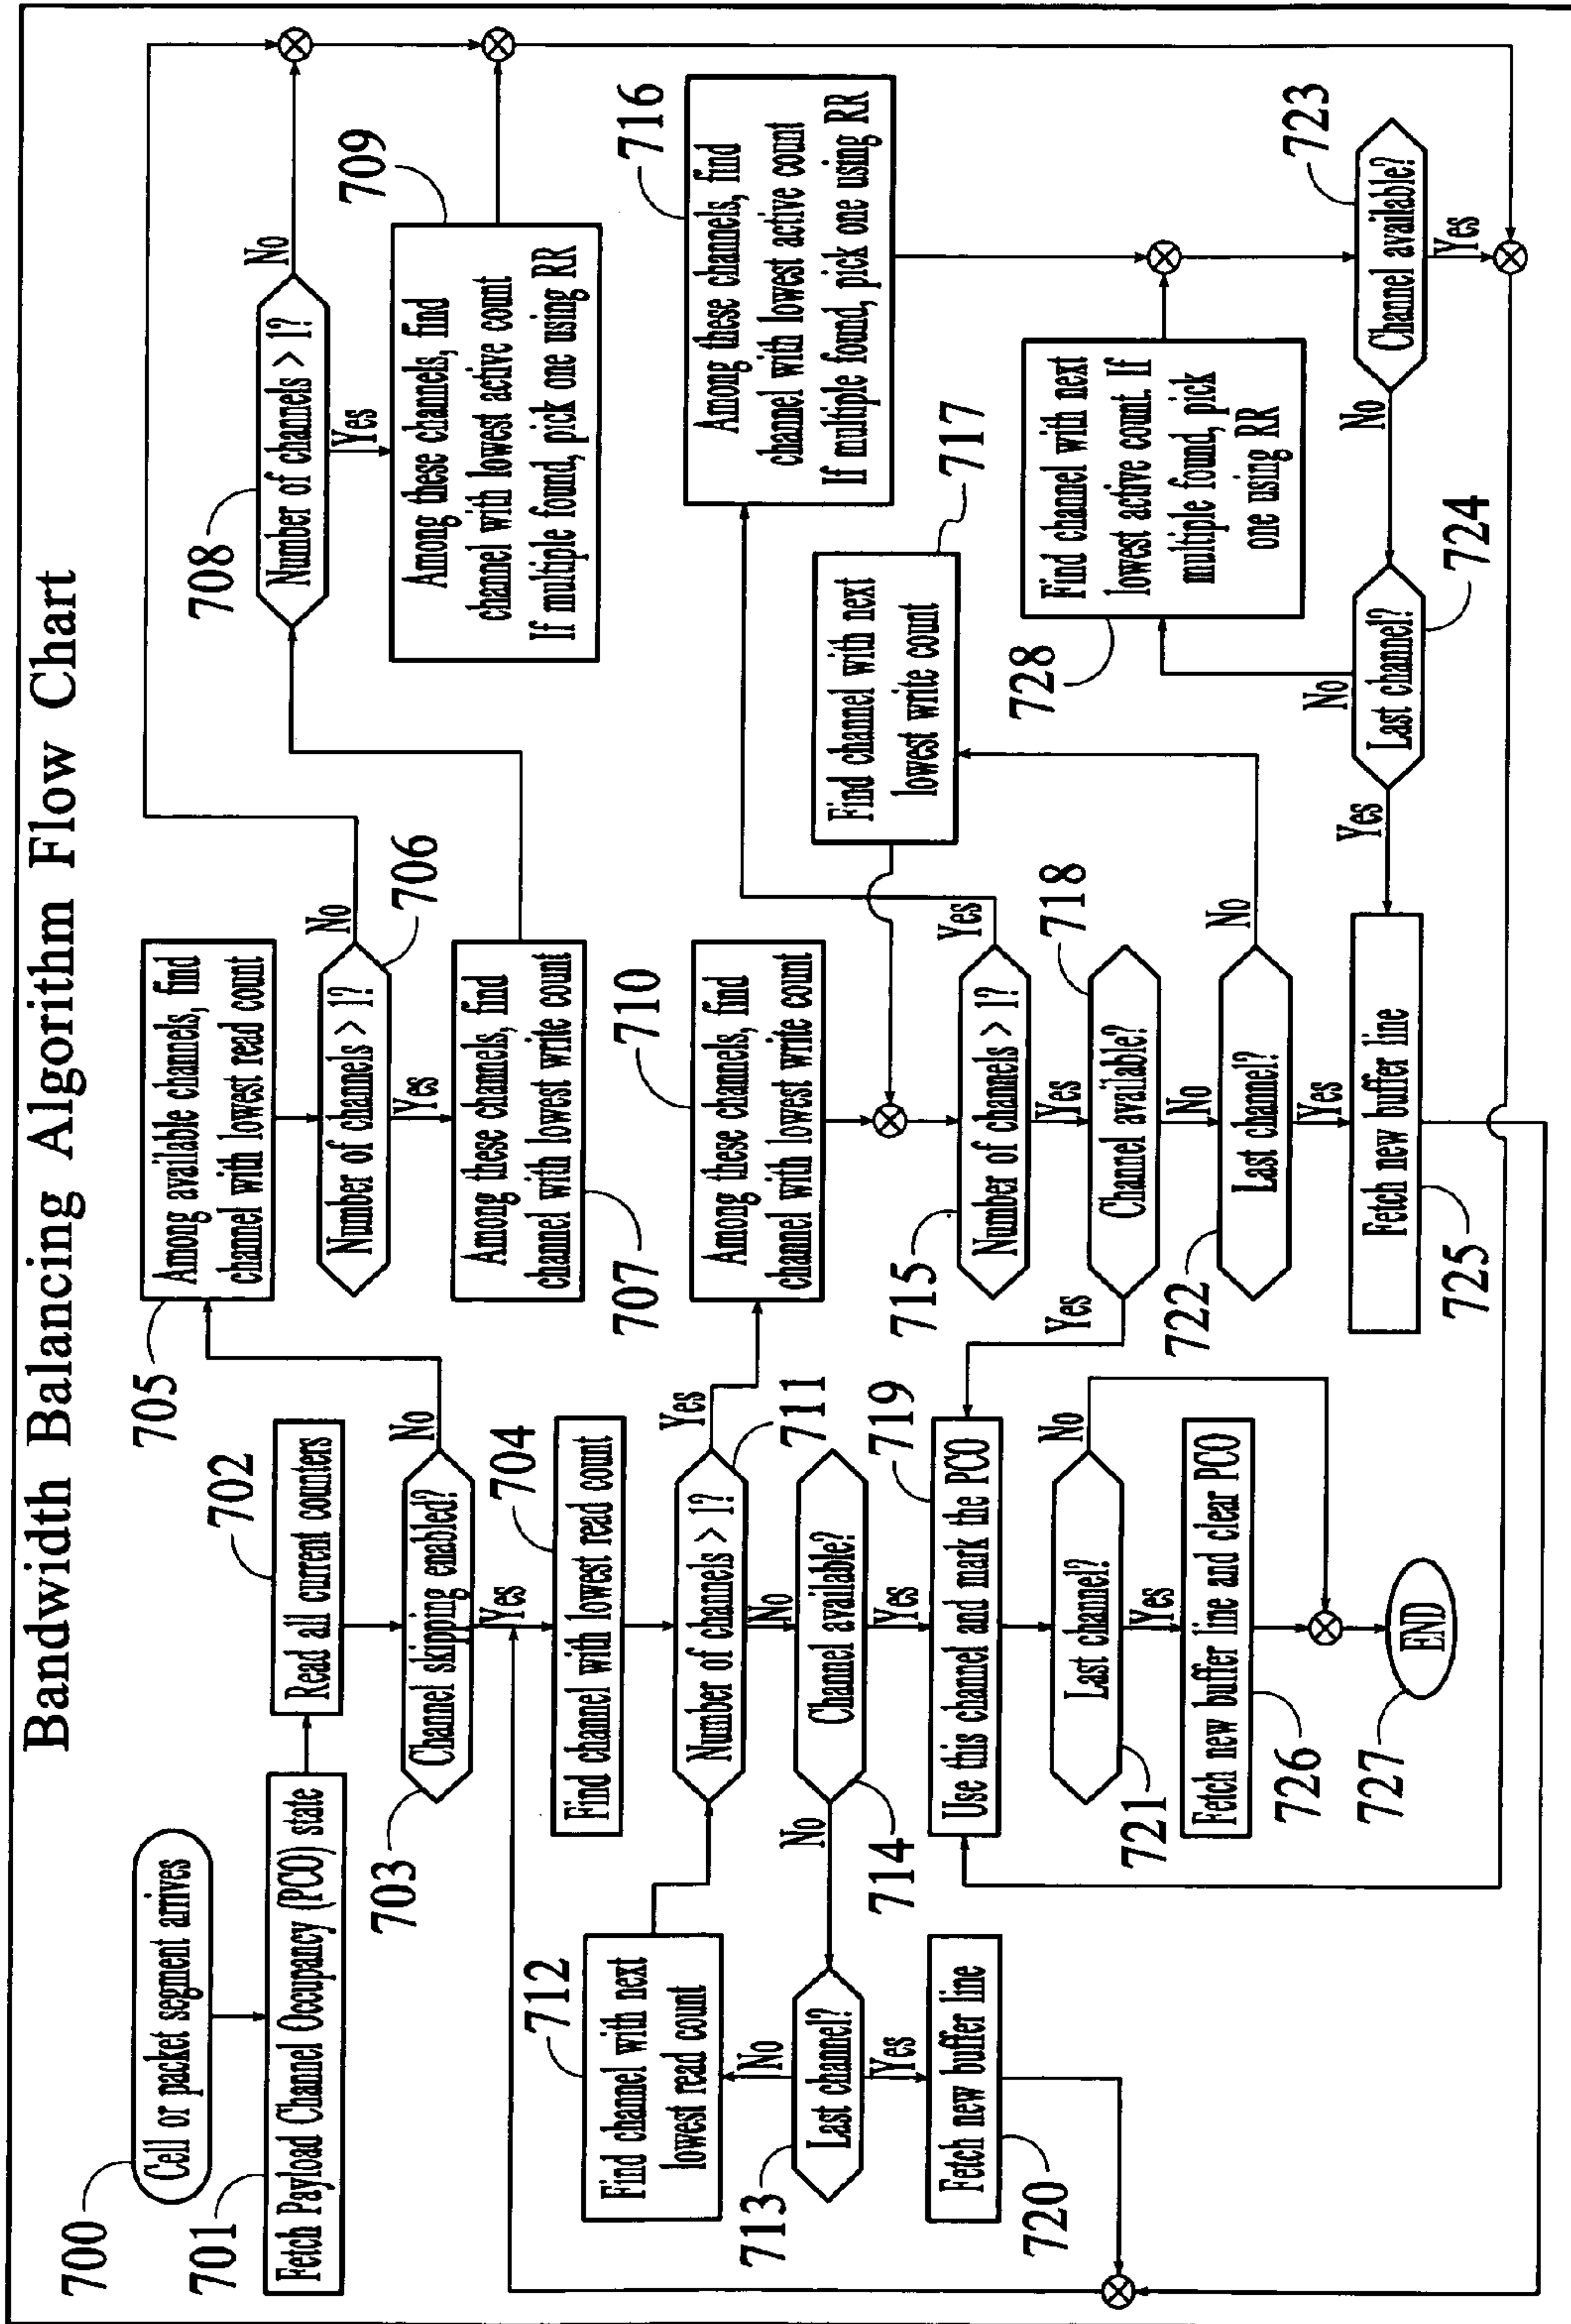 Bandwidth Balancing Algorithm Flow Chart
700
Cell or packet segment arrives
701
Fetch Payload Channel Occupancy (PCO) state
702
Read all current counters
703
Channel skipping enabled?
No
Yes
704
Find channel with lowest read count
705
Among available channels, find
channel with lowest read count
706
Number of channels > 1?
No
Yes
707
Among these channels, find
channel with lowest write count
708
Number of channels > 1?
No
Yes
709
Among these channels, find
channel with lowest active count
If multiple found, pick one using RR
710
Among these channels, find
channel with lowest write count
711
Number of channels > 1?
Yes
No
712
Find channel with next
lowest read count
713
Last channel?
No
Yes
714
Channel available?
No
Yes
715
Number of channels > 1?
Yes
Yes
716
Among these channels, find
channel with lowest active count
If multiple found, pick one using RR
717
Find channel with next
lowest write count
718
Channel available?
Yes
No
719
Use this channel and mark the PCO
720
Fetch new buffer line
721
Last channel?
No
Yes
722
Last channel?
No
Yes
723
Channel available?
No
Yes
724
Last channel?
No
Yes
725
Fetch new buffer line
726
Fetch new buffer line and clear PCO
727
END
728
Find channel with next
lowest active count. If
multiple found, pick
one using RR